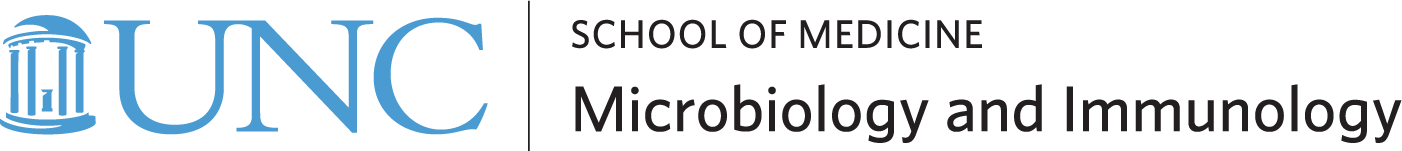 UNC
SCHOOL OF MEDICINE
Microbiology and Immunology